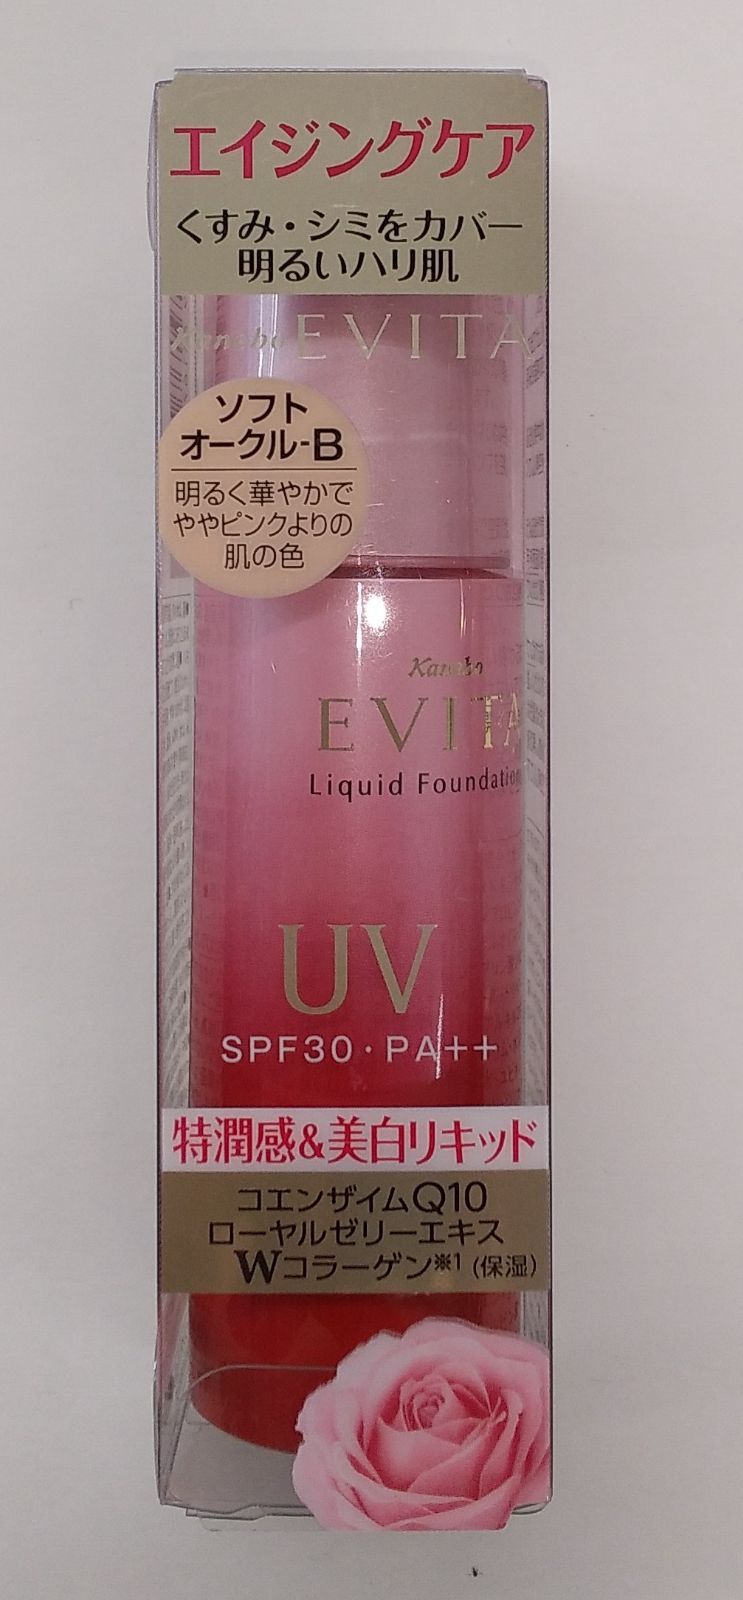 エイジングケア
くすみ・シミをカバー
明るいハリ肌
Kanebo EVITA
ソフト
オークル-B
明るく華やかで
ややピンクよりの
肌の色
Kanebo
EVITA
Liquid Foundation
UV
SPF30・PA++
特潤感&美白リキッド
コエンザイムQ10
ローヤルゼリーエキス
Wコラーゲン※1 (保湿)